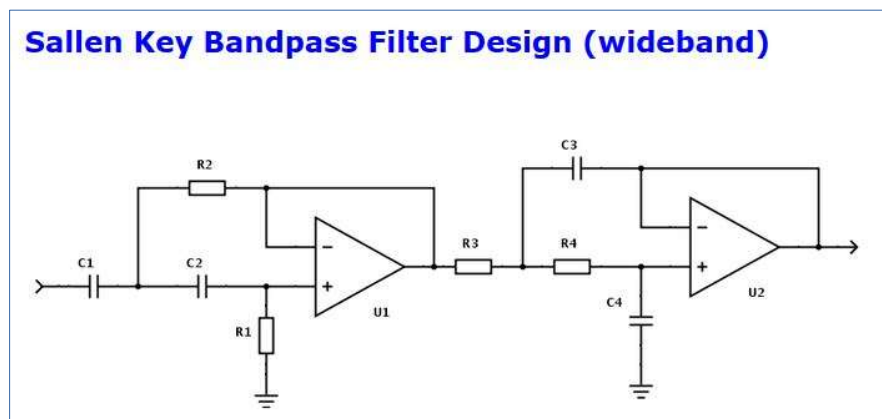 Sallen Key Bandpass Filter Design (wideband)
C3
R2
R3
R4
C1
C2
U1
U2
C4
R1